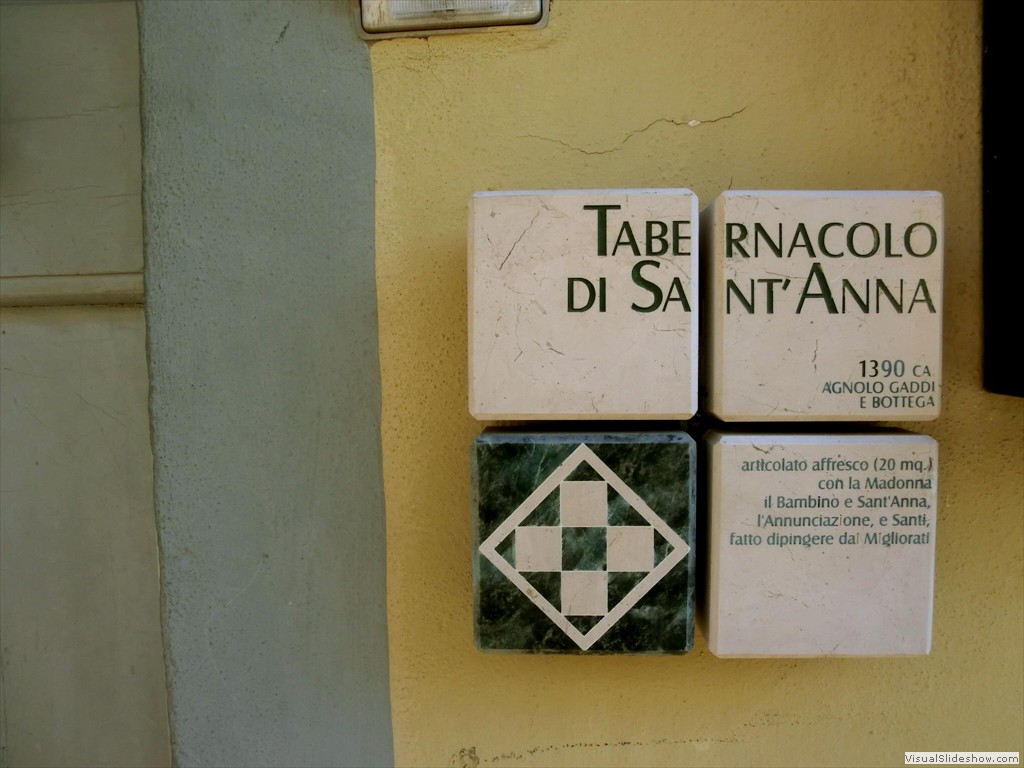 TABERNACOLO
DI SANT'ANNA
1390 CA
AGNOLO GADDI
E BOTTEGA
articolato affresco (20 mq.)
con la Madonna
il Bambino e Sant'Anna,
l'Annunciazione, e Santi,
fatto dipingere dai Migliorati
VisualSlideshow.com